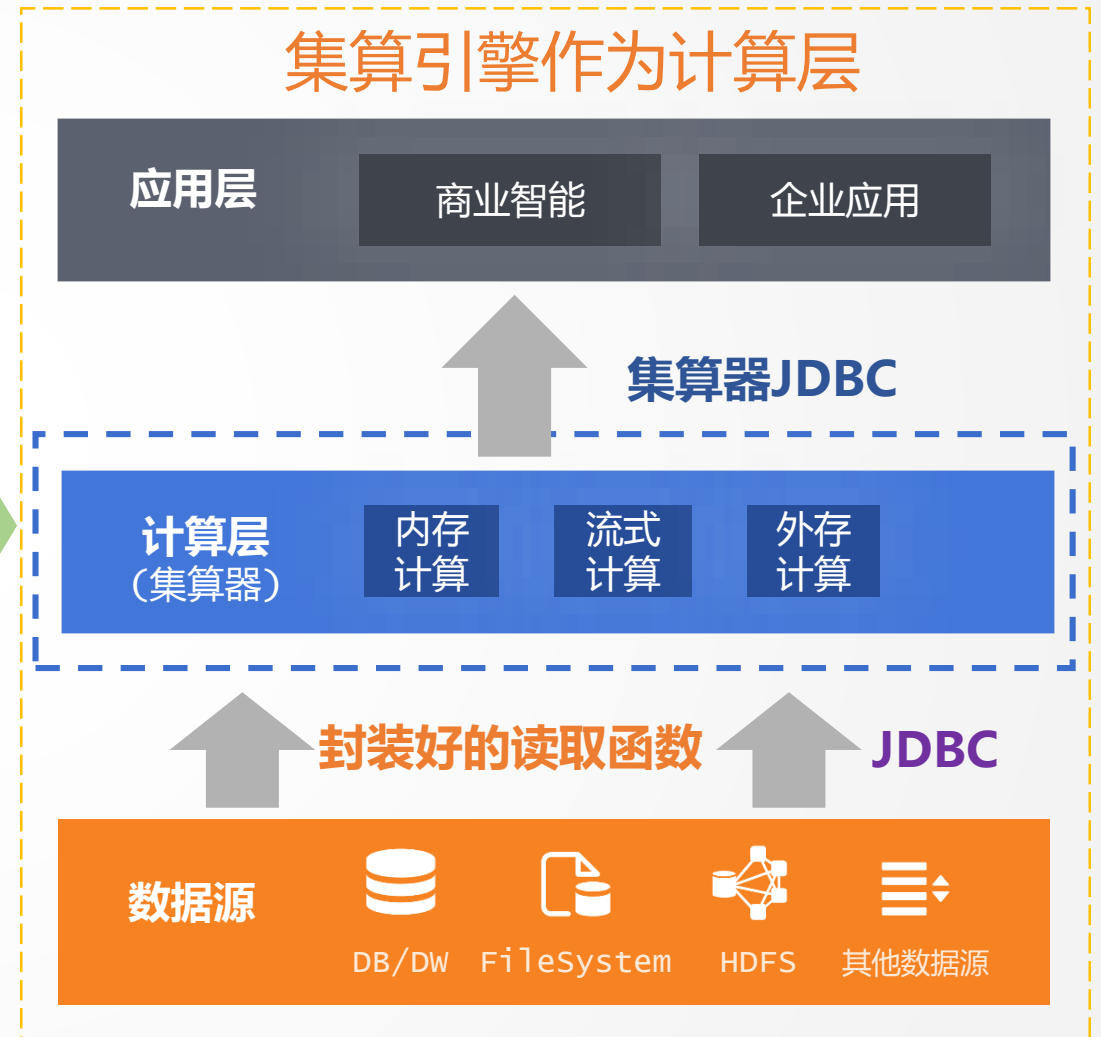 集算引擎作为计算层
应用层
商业智能
企业应用
集算器JDBC
计算层
(集算器)
内存
计算
流式
计算
外存
计算
封装好的读取函数
JDBC
数据源
DB/DW
FileSystem
HDFS
其他数据源